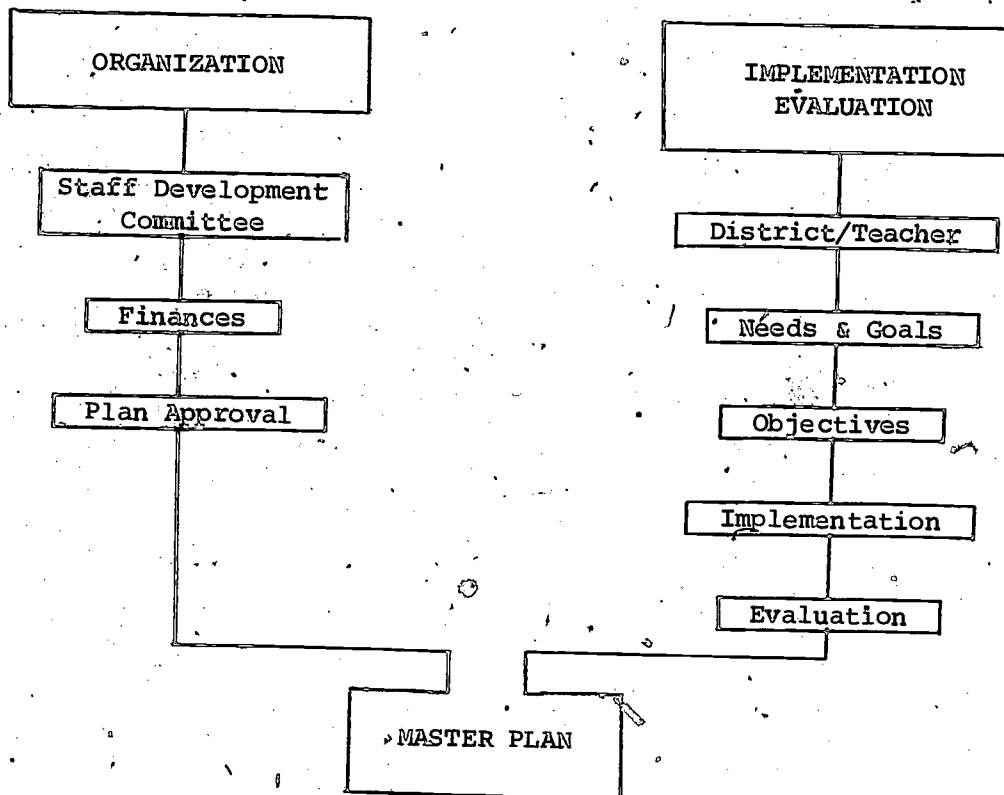 ORGANIZATION
Staff Development
Committee
Finances
Plan Approval
IMPLEMENTATION
EVALUATION
District/Teacher
Needs & Goals
Objectives
Implementation
Evaluation
MASTER PLAN